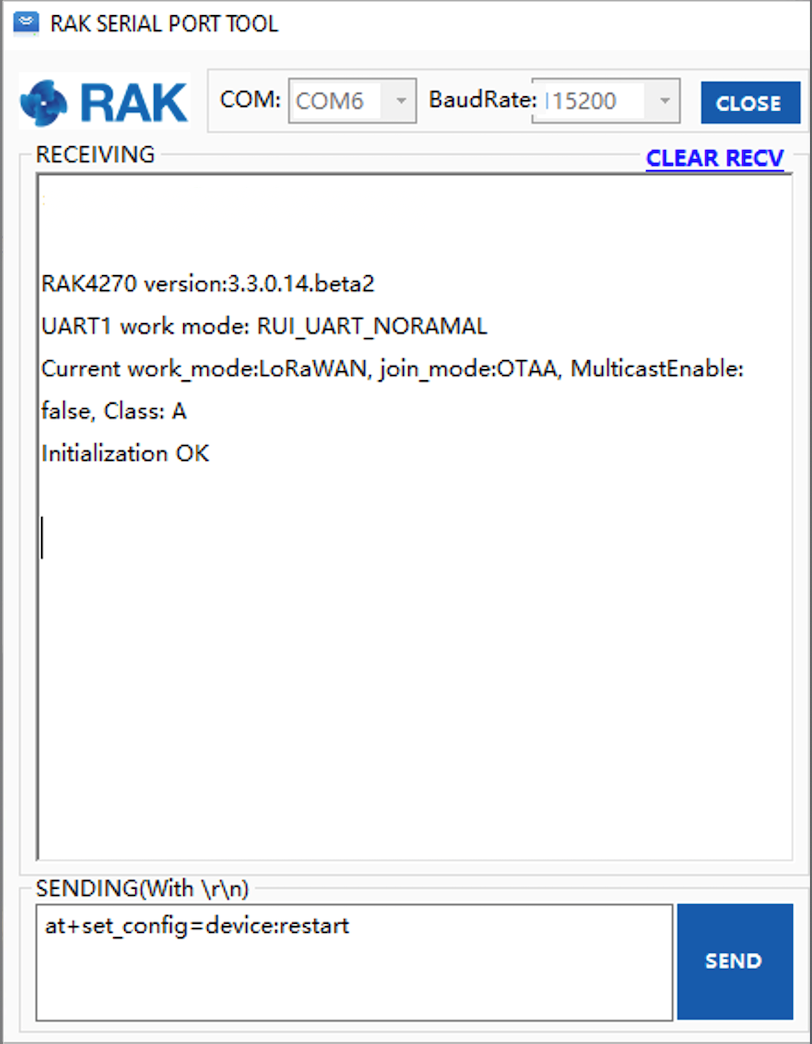 RAK SERIAL PORT TOOL
RAK COM: COM6 BaudRate: 115200 CLOSE
RECEIVING CLEAR RECV
RAK4270 version:3.3.0.14.beta2
UART1 work mode: RUI_UART_NORAMAL
Current work_mode:LoRaWAN, join_mode:OTAA, MulticastEnable:
false, Class: A
Initialization OK
SENDING(With \r\n)
at+set_config=device:restart
SEND